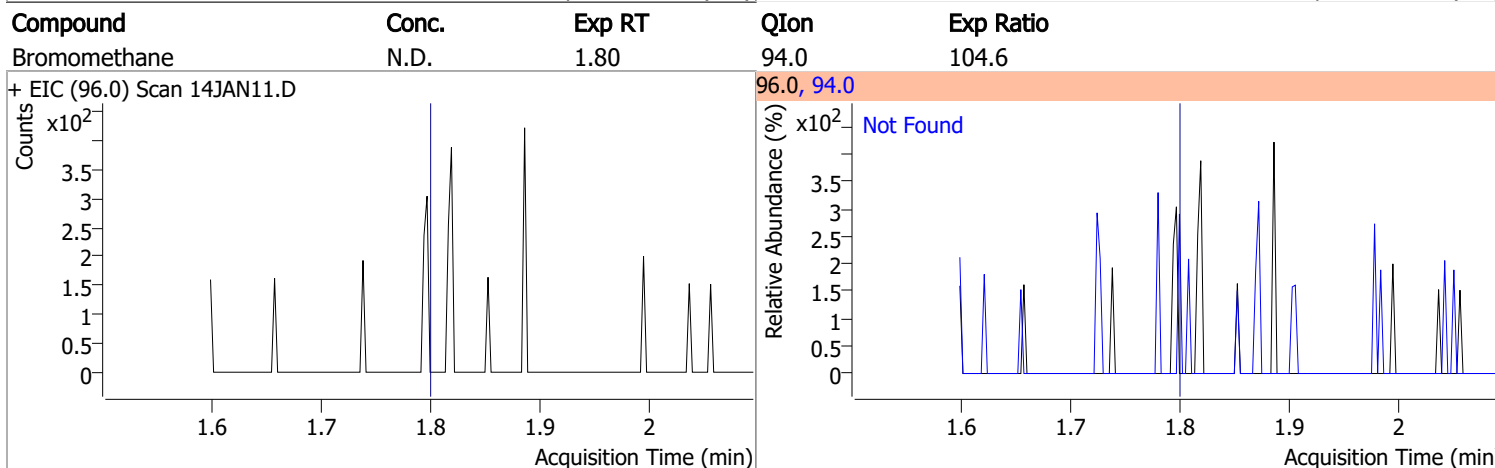 Compound Conc. Exp RT QIon Exp Ratio
Bromomethane N.D. 1.80 94.0 104.6
+ EIC (96.0) Scan 14JAN11.D
Counts
x10²
3.5
3
2.5
2
1.5
1
0.5
0
1.6 1.7 1.8 1.9 2
Acquisition Time (min)
96.0, 94.0
Relative Abundance (%)
x10²
Not Found
3.5
3
2.5
2
1.5
1
0.5
0
1.6 1.7 1.8 1.9 2
Acquisition Time (min)